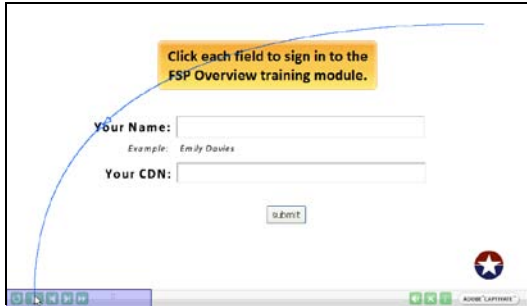 Click each field to sign in to the
FSP Overview training module.
Your Name:
Example: Emily Davies
Your CDN:
submit
ADOBE CAPTIVATE